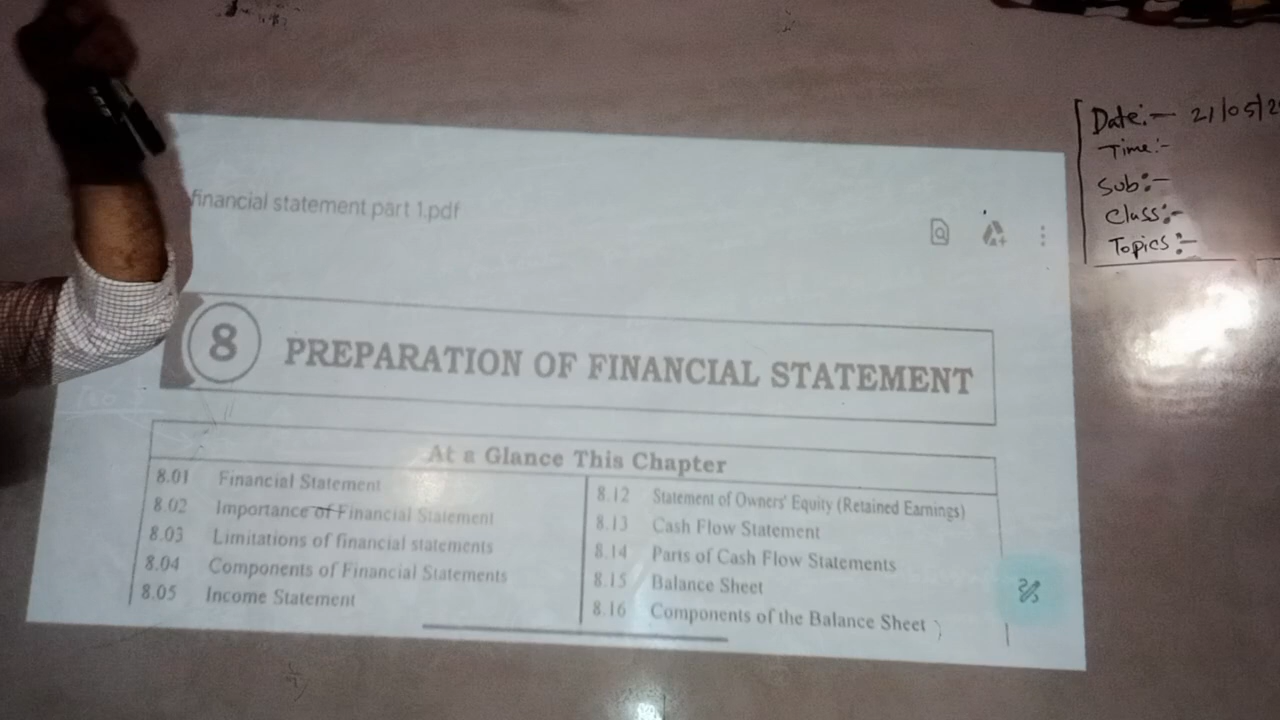 financial statement part 1.pdf
8 PREPARATION OF FINANCIAL STATEMENT
At a Glance This Chapter
8.01 Financial Statement
8.02 Importance of Financial Statement
8.03 Limitations of financial statements
8.04 Components of Financial Statements
8.05 Income Statement
8.12 Statement of Owners' Equity (Retained Earnings)
8.13 Cash Flow Statement
8.14 Parts of Cash Flow Statements
8.15 Balance Sheet
8.16 Components of the Balance Sheet
Date:- 21/05/2
Time:-
Sub:-
Class:-
Topics:-